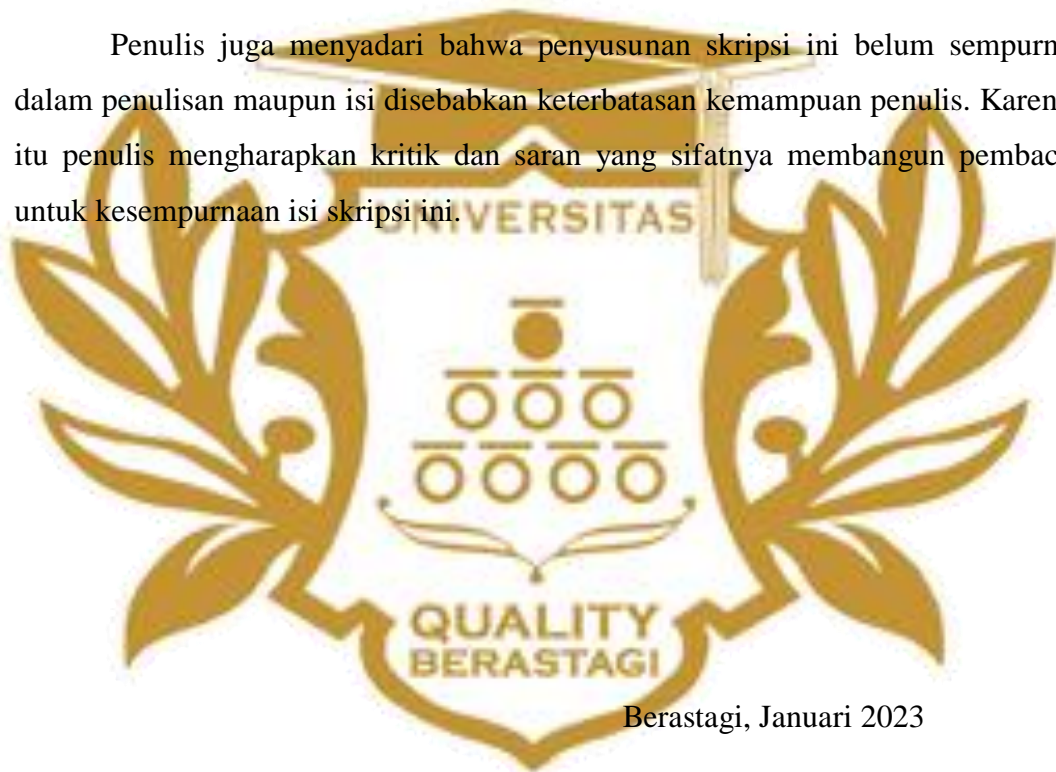 Penulis juga menyadari bahwa penyusunan skripsi ini belum sempurn
dalam penulisan maupun isi disebabkan keterbatasan kemampuan penulis. Karen
itu penulis mengharapkan kritik dan saran yang sifatnya membangun pembac
untuk kesempurnaan isi skripsi ini.
UNIVERSITAS
QUALITY
BERASTAGI
Berastagi, Januari 2023